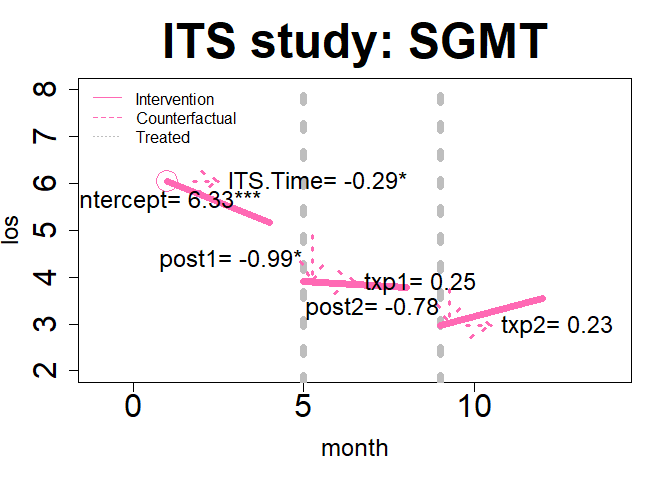 ITS study: SGMT
8
7
6
5
4
3
2
los
Intervention
Counterfactual
Treated
ITS.Time= -0.29*
ntercept= 6.33***
post1= -0.99*
txp1= 0.25
post2= -0.78
txp2= 0.23
0
5
10
month